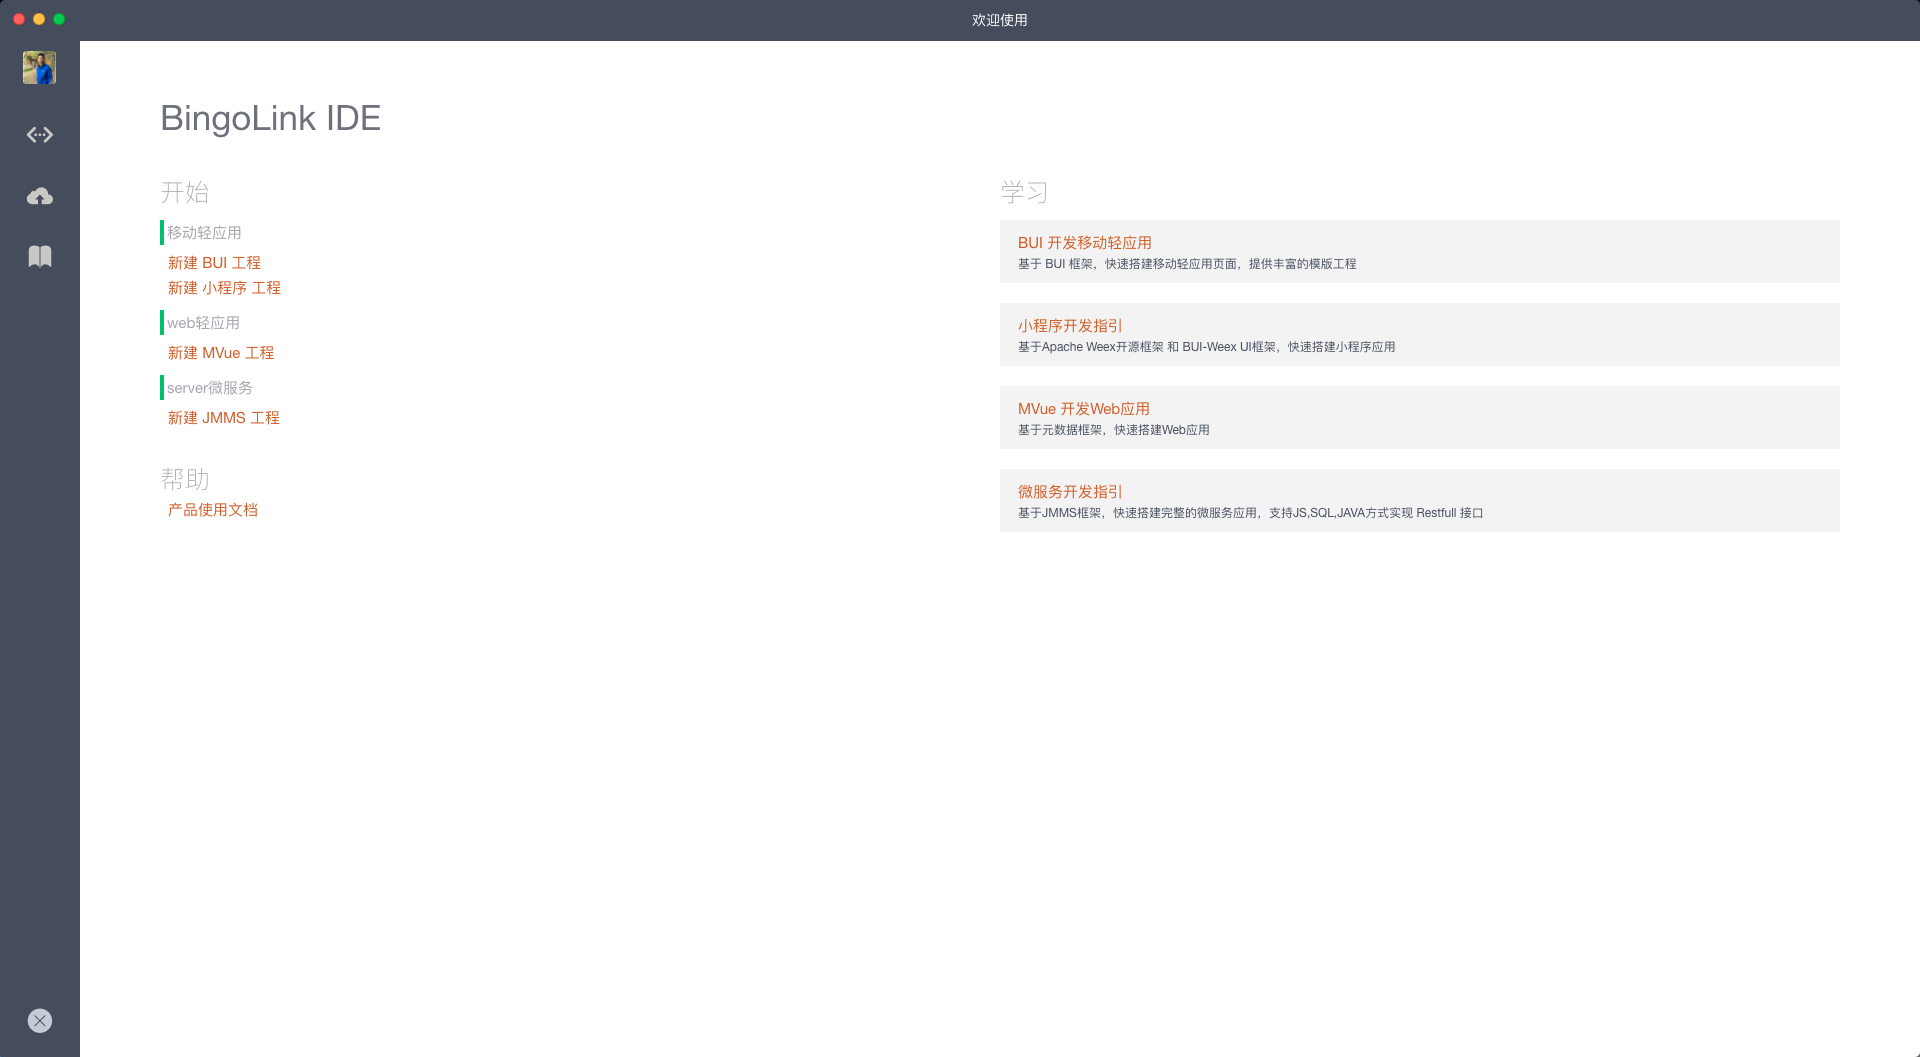 欢迎使用
BingoLink IDE
开始
移动轻应用
新建 BUI 工程
新建 小程序 工程
web轻应用
新建 MVue 工程
server微服务
新建 JMMS 工程
帮助
产品使用文档
学习
BUI 开发移动轻应用
基于 BUI 框架，快速搭建移动轻应用页面，提供丰富的模版工程
小程序开发指引
基于Apache Weex开源框架 和 BUI-Weex UI框架，快速搭建小程序应用
MVue 开发Web应用
基于元数据框架，快速搭建Web应用
微服务开发指引
基于JMMS框架，快速搭建完整的微服务应用，支持JS,SQL,JAVA方式实现 Restfull 接口